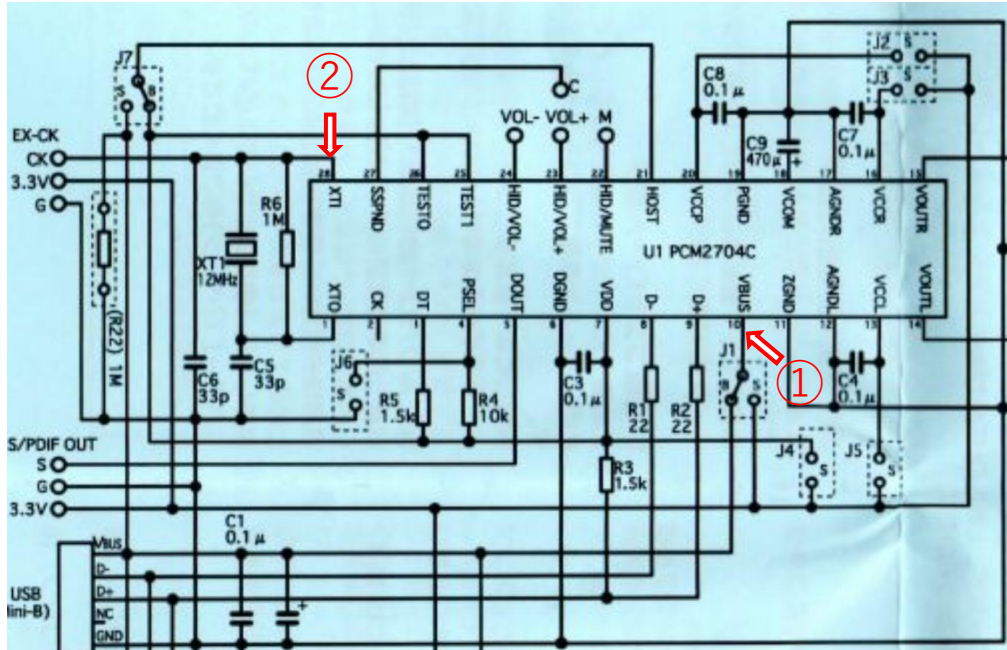 J7
②
J2
S
J3
S
C8
0.1μ
C
VOL-
VOL+
M
S
B
C9
470μ
+
C7
0.1μ
EX-CK
CK
3.3V
G
28
27
26
25
24
23
22
21
20
19
18
17
16
15
XTI
SSPND
TEST0
TEST1
HID/VOL-
HID/VOL+
HID/MUTE
HOST
VCCP
PGND
VCOM
AGNDR
VCCR
VOUTR
R6
1M
U1 PCM2704C
XT1
12MHz
XTO
CK
DT
PSEL
DOUT
DGND
VDD
D-
D+
VBUS
ZGND
AGNDL
VCCL
VOUTL
1
2
1
4
5
6
7
8
9
10
11
12
13
14
(R22) 1M
C6
33p
C5
33p
J6
S
R5
1.5k
R4
10k
C3
0.1μ
R1
22
R2
22
J1
B
S
①
C4
0.1μ
S/PDIF OUT
S
G
3.3V
R3
1.5k
J4
S
J5
S
C1
0.1μ
VBUS
D-
D+
NC
GND
USB
ini-B)
+